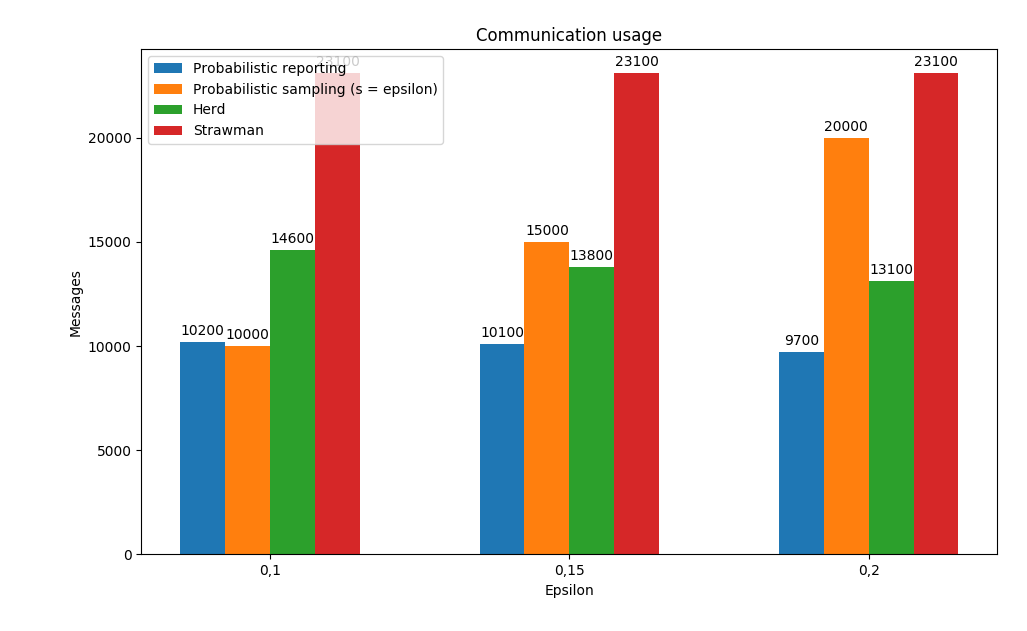 Communication usage
Probabilistic reporting
Probabilistic sampling (s = epsilon)
Herd
Strawman
23100
23100
23100
20000
15000
14600
13800
13100
10200
10000
10100
9700
20000
15000
10000
5000
0
Messages
0,1
0,15
0,2
Epsilon